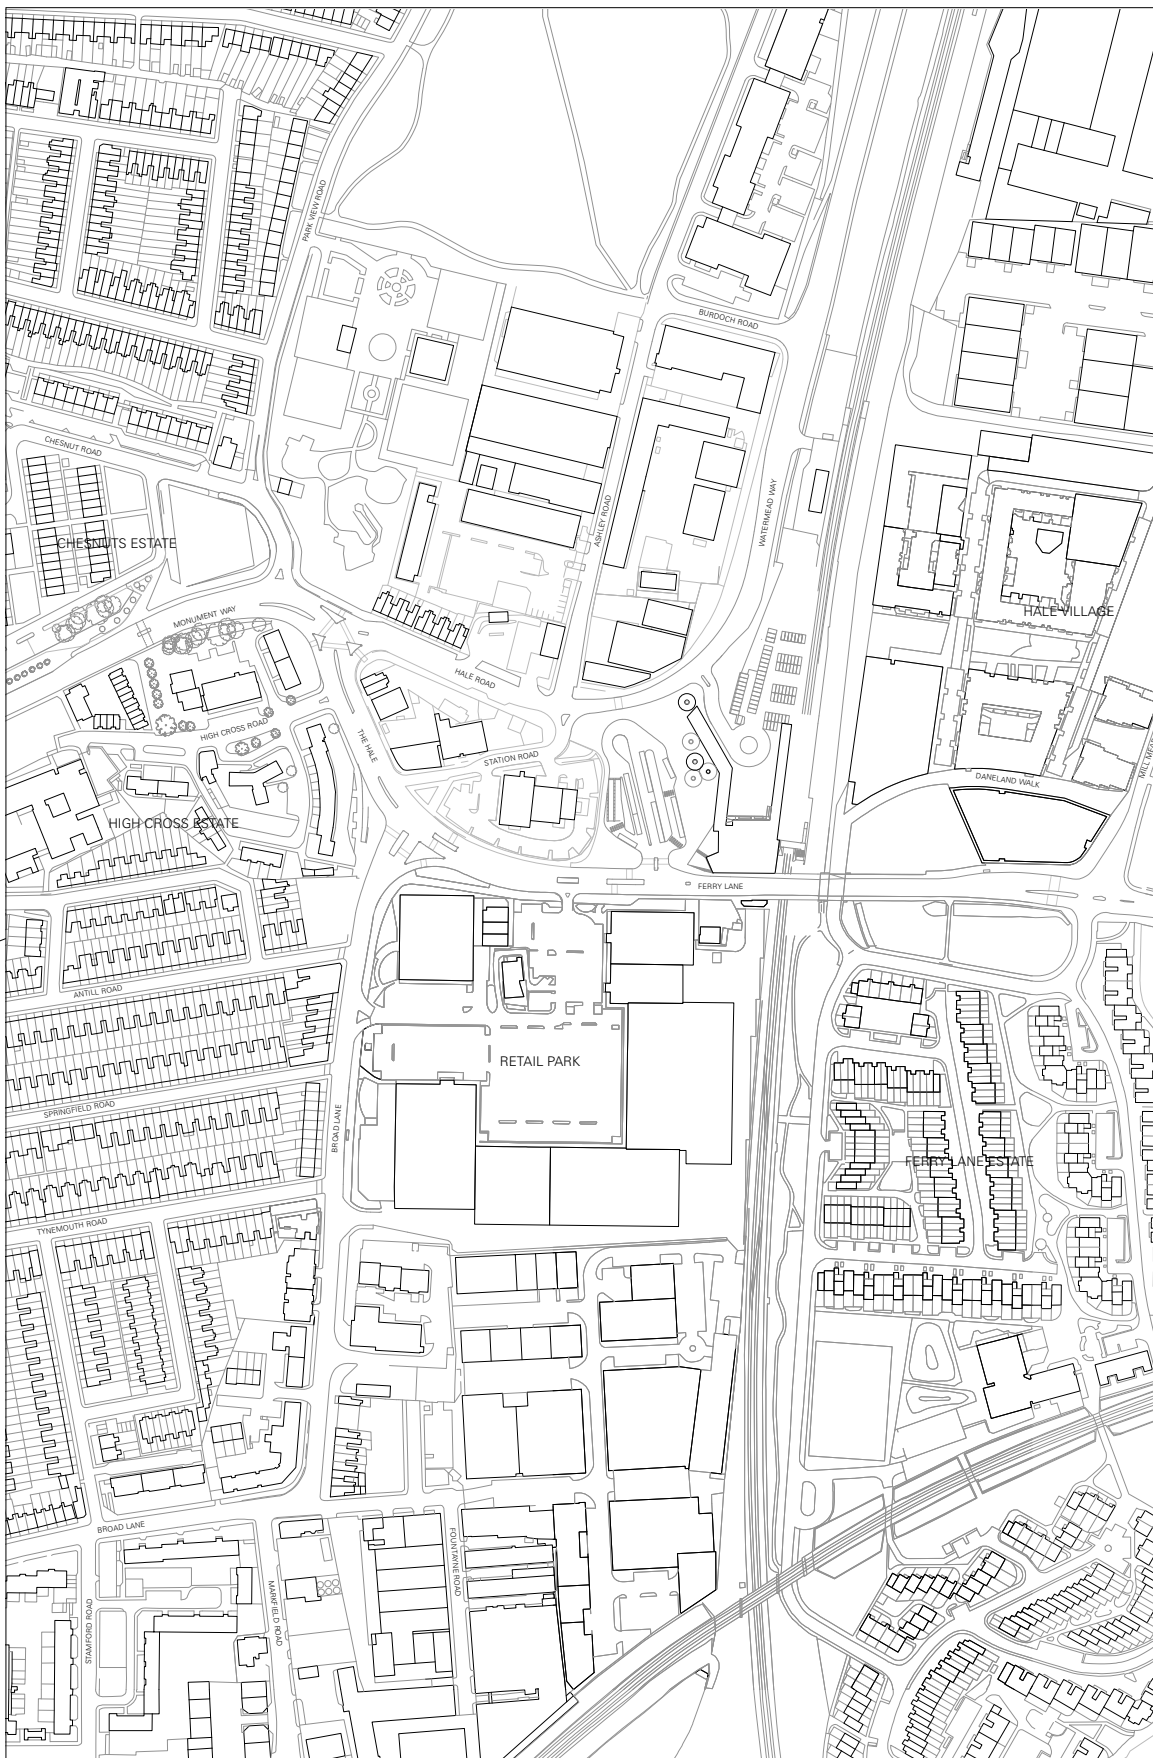 PARK VIEW ROAD
BURDOCH ROAD
CHESNUT ROAD
ASHLEY ROAD
WATERMEAD WAY
CHESNUTS ESTATE
HALE VILLAGE
MONUMENT WAY
HALE ROAD
HIGH CROSS ROAD
THE HALE
STATION ROAD
DANELAND WALK
HIGH CROSS ESTATE
FERRY LANE
ANTILL ROAD
RETAIL PARK
SPRINGFIELD ROAD
BROAD LANE
FERRY LANE ESTATE
TYNEMOUTH ROAD
BROAD LANE
FOUNTAYNE ROAD
MARKFIELD ROAD
STAMFORD ROAD